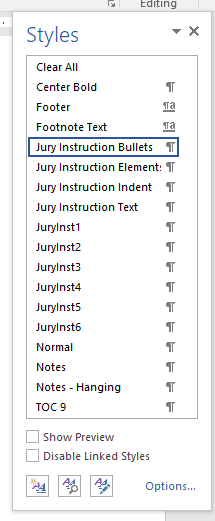 Editing
Styles
Clear All
Center Bold
Footer
Footnote Text
Jury Instruction Bullets
Jury Instruction Elements
Jury Instruction Indent
Jury Instruction Text
JuryInst1
JuryInst2
JuryInst3
JuryInst4
JuryInst5
JuryInst6
Normal
Notes
Notes - Hanging
TOC 9
Show Preview
Disable Linked Styles
Options...